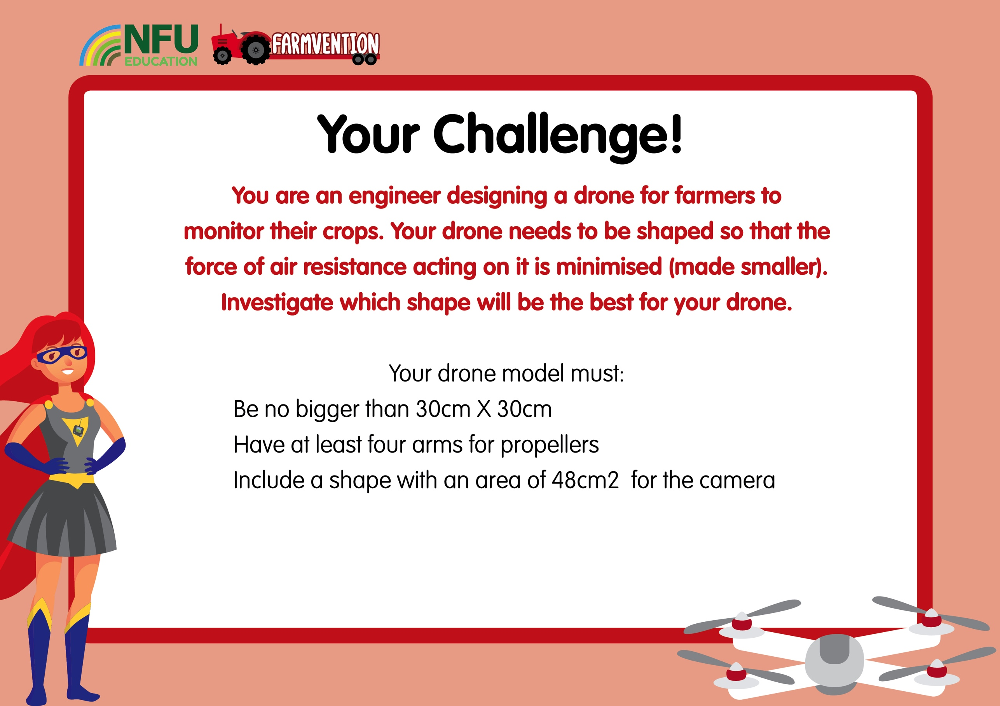 NFU
EDUCATION
FARMVENTION
Your Challenge!
You are an engineer designing a drone for farmers to
monitor their crops. Your drone needs to be shaped so that the
force of air resistance acting on it is minimised (made smaller).
Investigate which shape will be the best for your drone.
Your drone model must:
Be no bigger than 30cm X 30cm
Have at least four arms for propellers
Include a shape with an area of 48cm2  for the camera